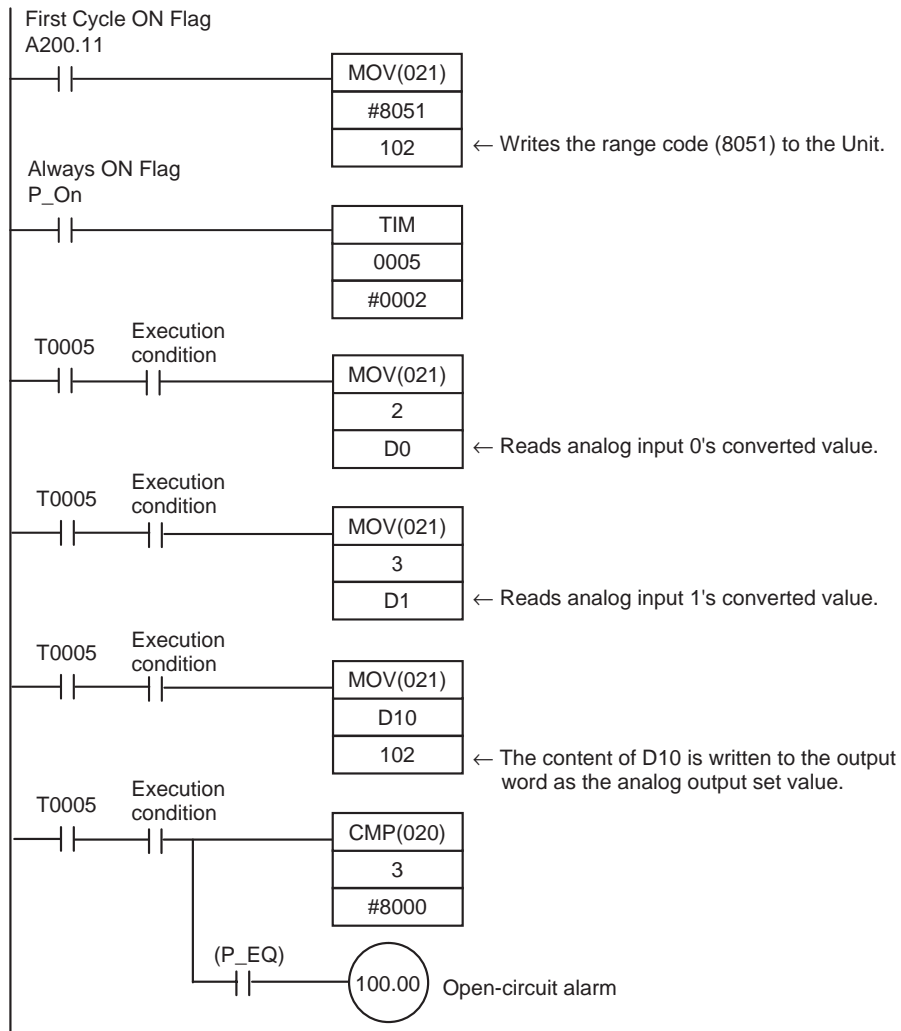 First Cycle ON Flag
A200.11
MOV(021)
#8051
102
← Writes the range code (8051) to the Unit.
Always ON Flag
P_On
TIM
0005
#0002
T0005
Execution
condition
MOV(021)
2
D0
← Reads analog input 0's converted value.
T0005
Execution
condition
MOV(021)
3
D1
← Reads analog input 1's converted value.
T0005
Execution
condition
MOV(021)
D10
102
← The content of D10 is written to the output
word as the analog output set value.
T0005
Execution
condition
CMP(020)
3
#8000
(P_EQ)
100.00
Open-circuit alarm